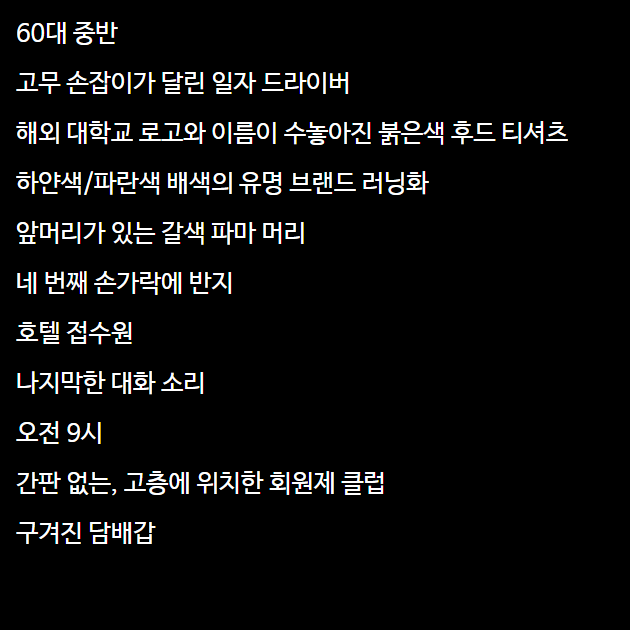 60대 중반
고무 손잡이가 달린 일자 드라이버
해외 대학교 로고와 이름이 수놓아진 붉은색 후드 티셔츠
하얀색/파란색 배색의 유명 브랜드 러닝화
앞머리가 있는 갈색 파마 머리
네 번째 손가락에 반지
호텔 접수원
나지막한 대화 소리
오전 9시
간판 없는, 고층에 위치한 회원제 클럽
구겨진 담배갑